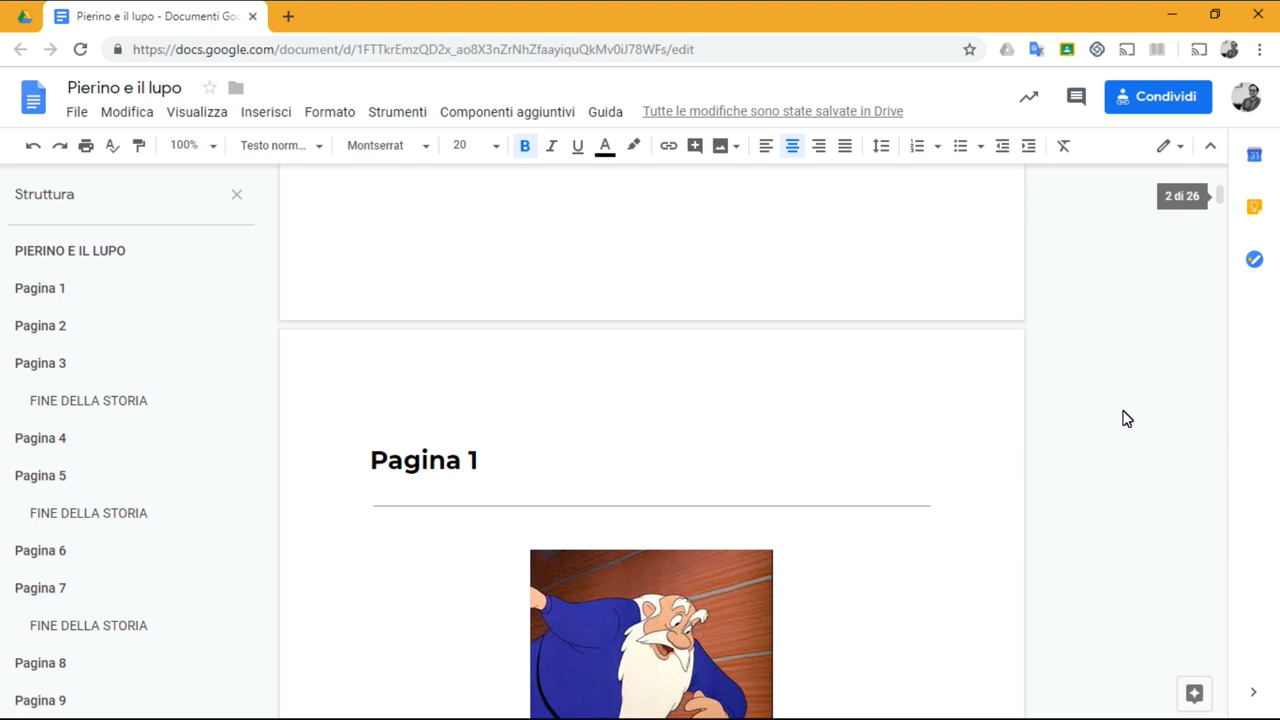 Pierino e il lupo - Documenti Goo
https://docs.google.com/document/d/1FTTkrEmzQD2x_ao8X3nZrNhZfaayiquQkMv0iJ78WFs/edit
Pierino e il lupo
File Modifica Visualizza Inserisci Formato Strumenti Componenti aggiuntivi Guida Tutte le modifiche sono state salvate in Drive
Condividi
100% Testo norm... Montserrat 20 B I U A
31
Struttura
2 di 26
PIERINO E IL LUPO
Pagina 1
Pagina 2
Pagina 3
FINE DELLA STORIA
Pagina 4
Pagina 5
FINE DELLA STORIA
Pagina 6
Pagina 7
FINE DELLA STORIA
Pagina 8
Pagina 9
Pagina 1